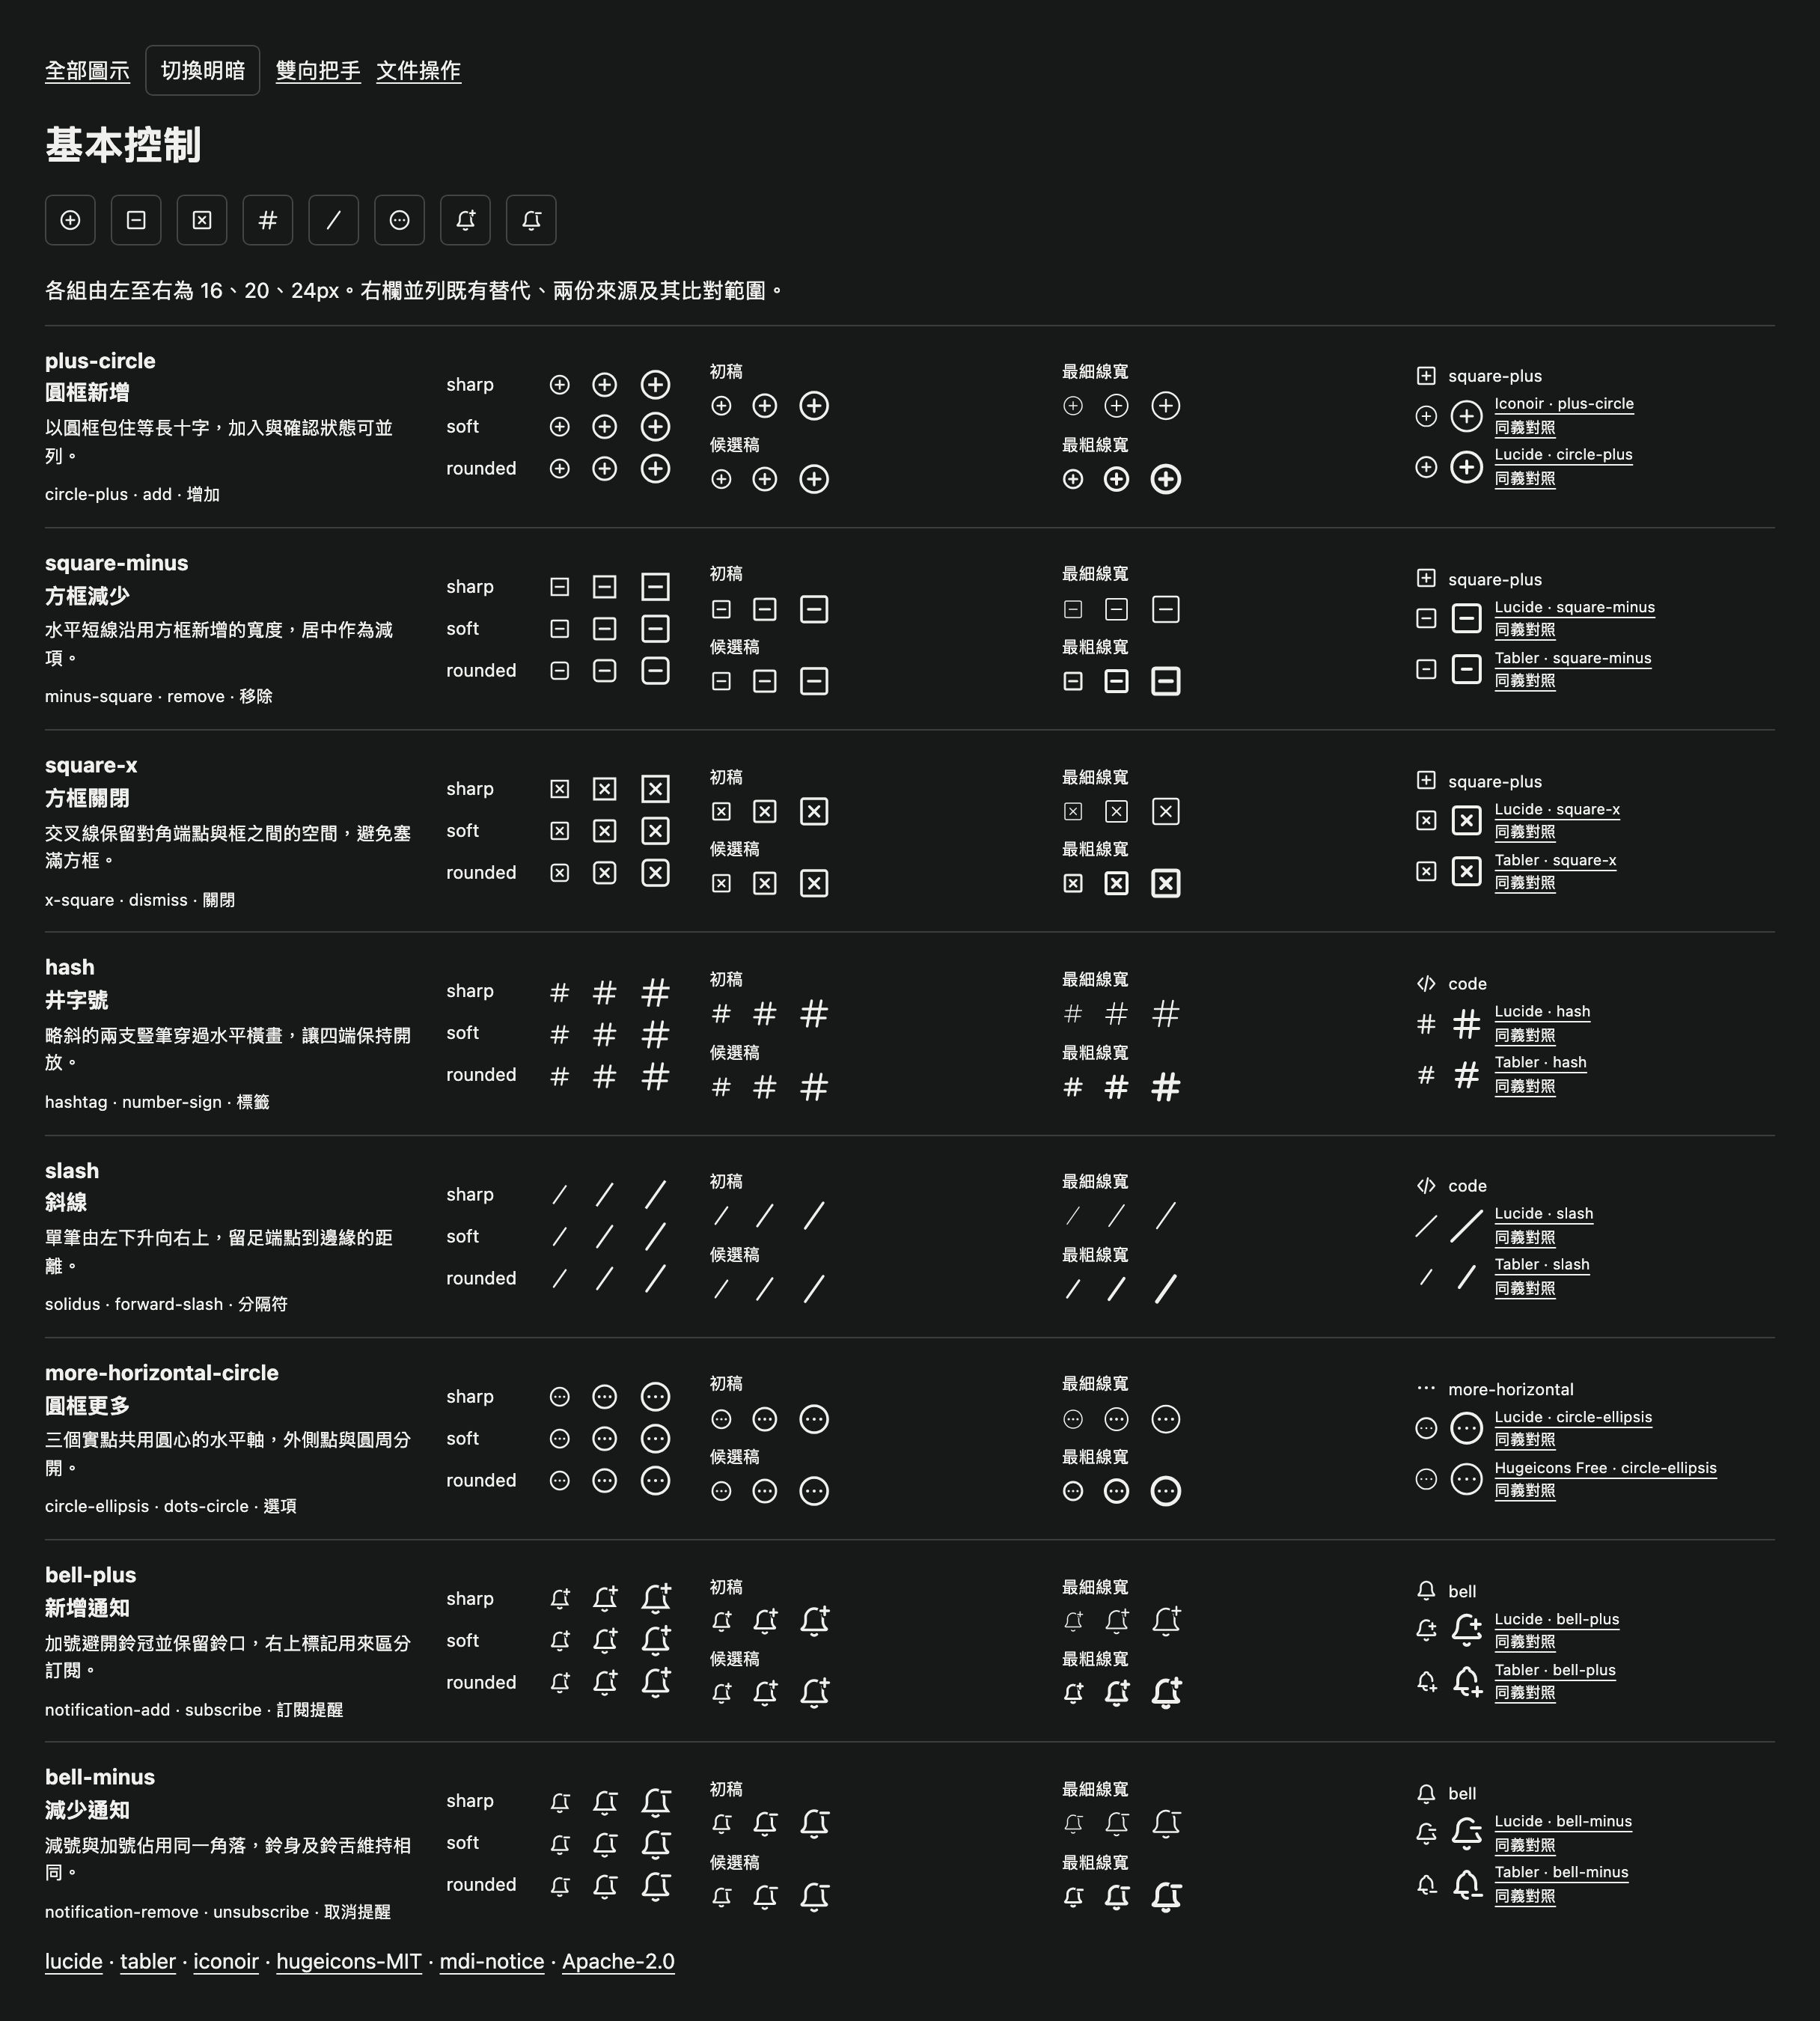 全部圖示 切換明暗 雙向把手 文件操作
基本控制
各組由左至右為 16、20、24px。右欄並列既有替代、兩份來源及其比對範圍。
plus-circle
圓框新增
以圓框包住等長十字，加入與確認狀態可並
列。
circle-plus · add · 增加
sharp
soft
rounded
初稿
候選稿
最細線寬
最粗線寬
square-plus
Iconoir · plus-circle
同義對照
Lucide · circle-plus
同義對照
square-minus
方框減少
水平短線沿用方框新增的寬度，居中作為減
項。
minus-square · remove · 移除
sharp
soft
rounded
初稿
候選稿
最細線寬
最粗線寬
square-plus
Lucide · square-minus
同義對照
Tabler · square-minus
同義對照
square-x
方框關閉
交叉線保留對角端點與框之間的空間，避免塞
滿方框。
x-square · dismiss · 關閉
sharp
soft
rounded
初稿
候選稿
最細線寬
最粗線寬
square-plus
Lucide · square-x
同義對照
Tabler · square-x
同義對照
hash
井字號
略斜的兩支豎筆穿過水平橫畫，讓四端保持開
放。
hashtag · number-sign · 標籤
sharp
soft
rounded
初稿
候選稿
最細線寬
最粗線寬
code
Lucide · hash
同義對照
Tabler · hash
同義對照
slash
斜線
單筆由左下升向右上，留足端點到邊緣的距
離。
solidus · forward-slash · 分隔符
sharp
soft
rounded
初稿
候選稿
最細線寬
最粗線寬
code
Lucide · slash
同義對照
Tabler · slash
同義對照
more-horizontal-circle
圓框更多
三個實點共用圓心的水平軸，外側點與圓周分
開。
circle-ellipsis · dots-circle · 選項
sharp
soft
rounded
初稿
候選稿
最細線寬
最粗線寬
more-horizontal
Lucide · circle-ellipsis
同義對照
Hugeicons Free · circle-ellipsis
同義對照
bell-plus
新增通知
加號避開鈴冠並保留鈴口，右上標記用來區分
訂閱。
notification-add · subscribe · 訂閱提醒
sharp
soft
rounded
初稿
候選稿
最細線寬
最粗線寬
bell
Lucide · bell-plus
同義對照
Tabler · bell-plus
同義對照
bell-minus
減少通知
減號與加號佔用同一角落，鈴身及鈴舌維持相
同。
notification-remove · unsubscribe · 取消提醒
sharp
soft
rounded
初稿
候選稿
最細線寬
最粗線寬
bell
Lucide · bell-minus
同義對照
Tabler · bell-minus
同義對照
lucide · tabler · iconoir · hugeicons-MIT · mdi-notice · Apache-2.0